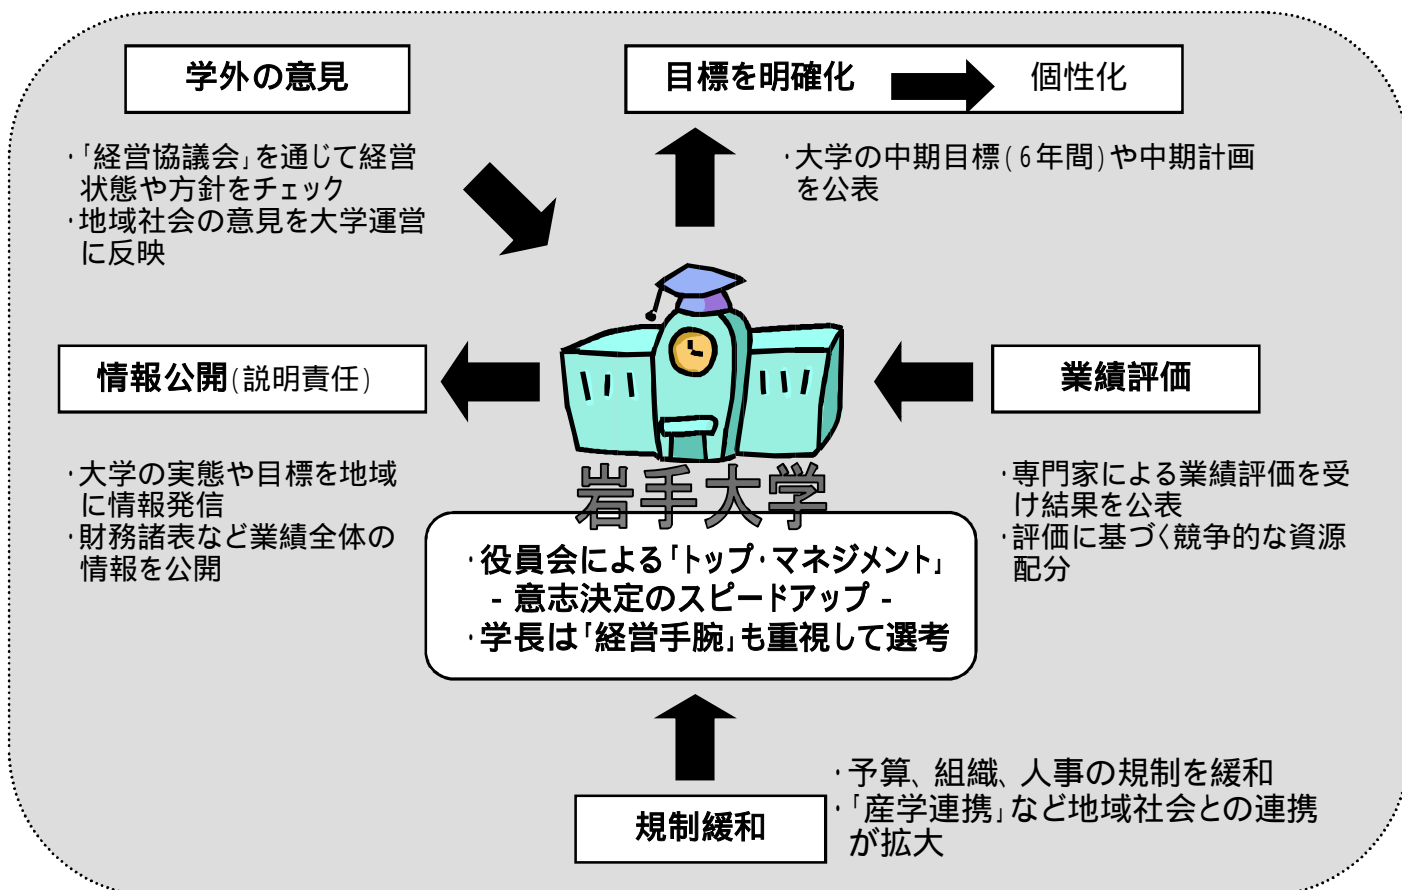 学外の意見
・「経営協議会」を通じて経営
状態や方針をチェック
・地域社会の意見を大学運営
に反映
目標を明確化 個性化
・大学の中期目標(6年間)や中期計画
を公表
情報公開(説明責任)
・大学の実態や目標を地域
に情報発信
・財務諸表など業績全体の
情報を公開
業績評価
・専門家による業績評価を受
け結果を公表
・評価に基づく競争的な資源
配分
岩手大学
・役員会による「トップ・マネジメント」
- 意志決定のスピードアップ -
・学長は「経営手腕」も重視して選考
規制緩和
・予算、組織、人事の規制を緩和
・「産学連携」など地域社会との連携
が拡大